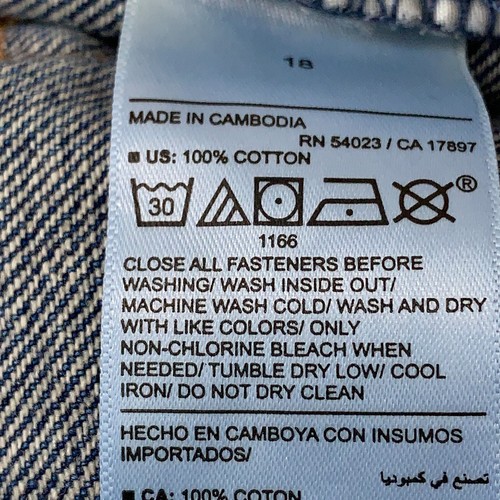 18
MADE IN CAMBODIA
RN 54023 / CA 17897
■ US: 100% COTTON
30
®
1166
CLOSE ALL FASTENERS BEFORE
WASHING/ WASH INSIDE OUT/
MACHINE WASH COLD/ WASH AND DRY
WITH LIKE COLORS/ ONLY
NON-CHLORINE BLEACH WHEN
NEEDED/ TUMBLE DRY LOW/ COOL
IRON/ DO NOT DRY CLEAN
HECHO EN CAMBOYA CON INSUMOS
IMPORTADOS/
تصنع في كمبوديا
■ CA: 100% COTTON